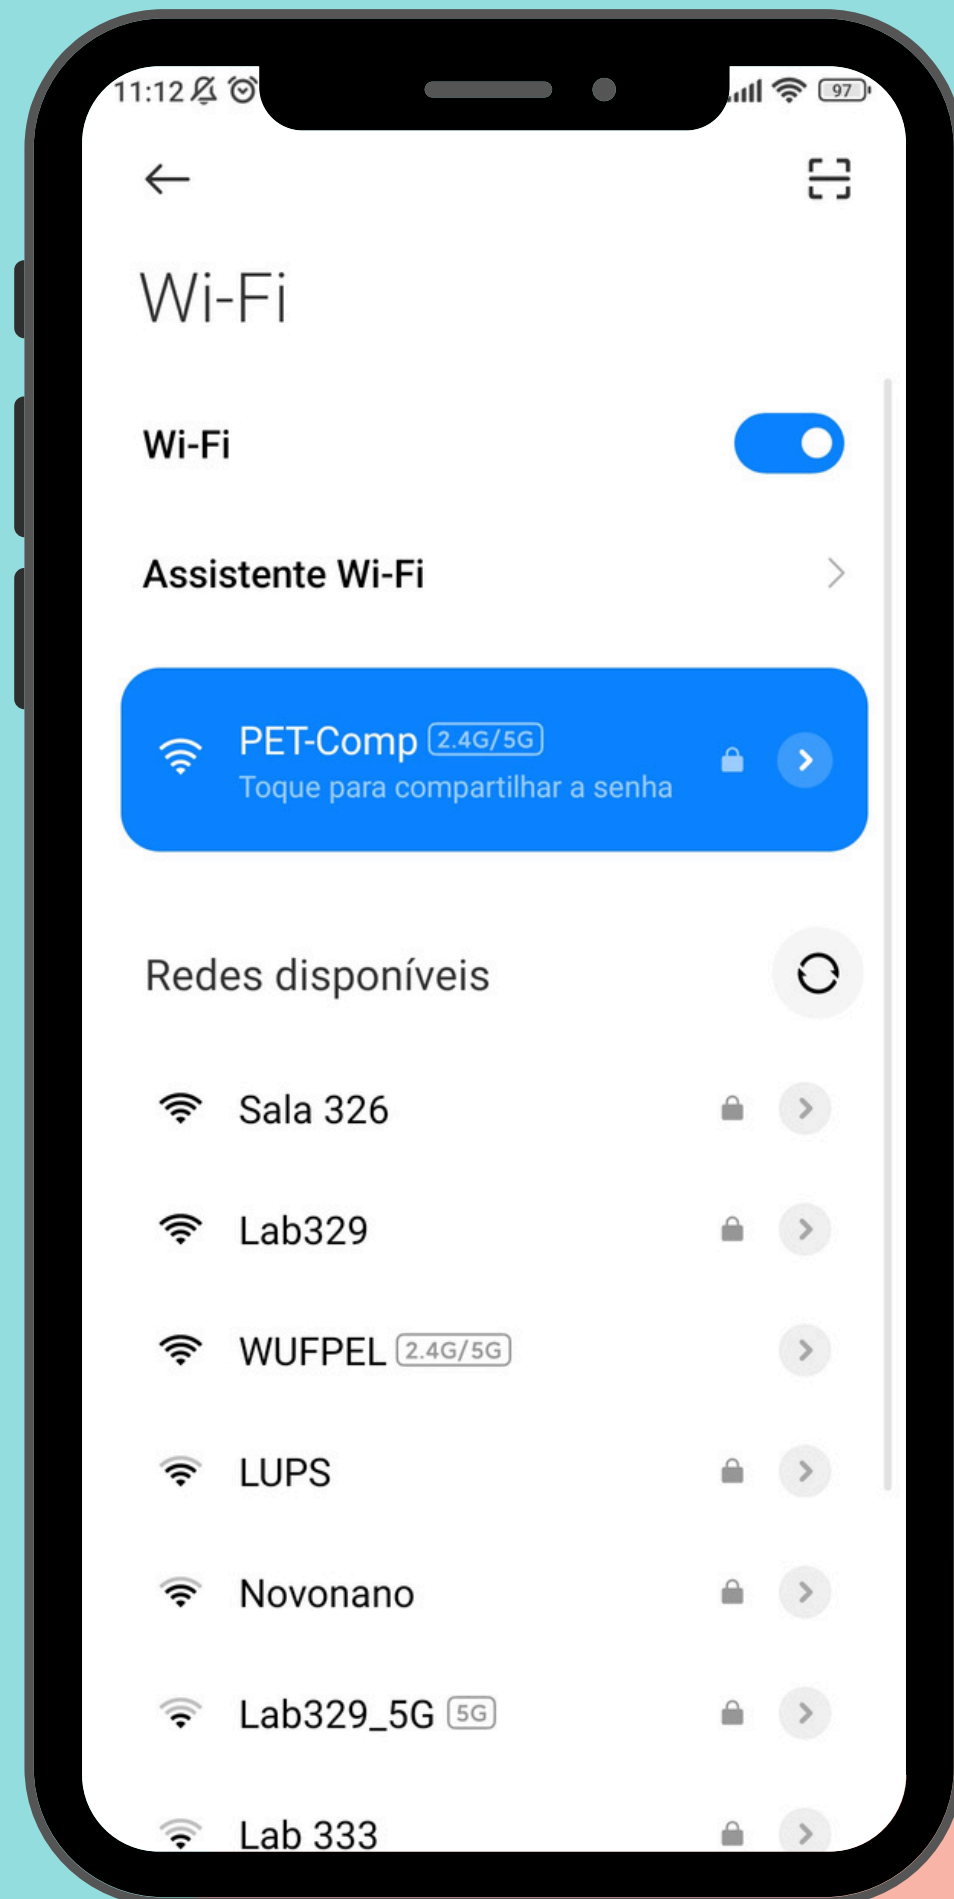 11:12
97
Wi-Fi
Wi-Fi
Assistente Wi-Fi
PET-Comp 2.4G/5G
Toque para compartilhar a senha
Redes disponíveis
Sala 326
Lab329
WUFPEL 2.4G/5G
LUPS
Novonano
Lab329_5G 5G
Lab 333